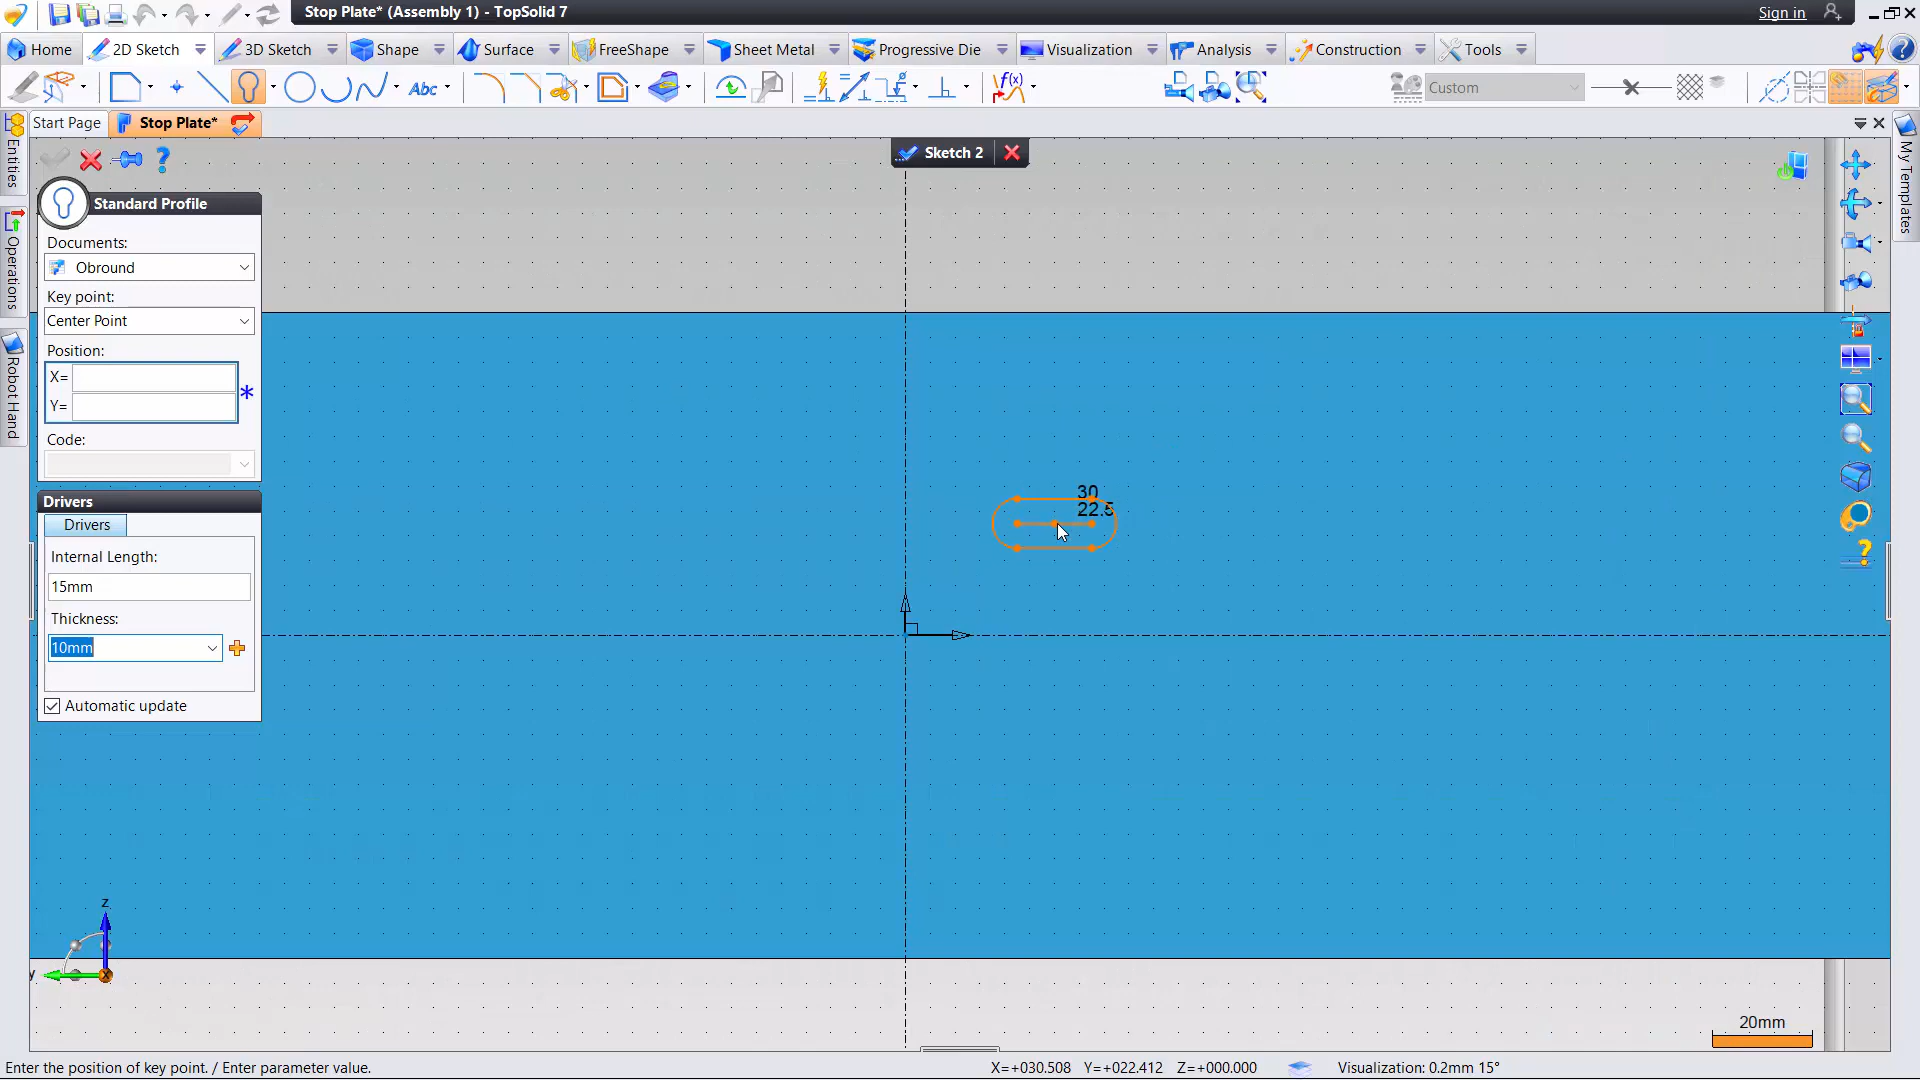 Stop Plate* (Assembly 1) - TopSolid 7
Sign in
Home
2D Sketch
3D Sketch
Shape
Surface
FreeShape
Sheet Metal
Progressive Die
Visualization
Analysis
Construction
Tools
Abc
f(x)
Custom
Start Page
Stop Plate*
Sketch 2
Entities
Operations
Robot Hand
My Templates
Standard Profile
Documents:
Obround
Key point:
Center Point
Position:
X=
Y=
*
Code:
Drivers
Drivers
Internal Length:
15mm
Thickness:
10mm
Automatic update
30
22.5
z
y
x
20mm
Enter the position of key point. / Enter parameter value.
X=+030.508 Y=+022.412 Z=+000.000
Visualization: 0.2mm 15°